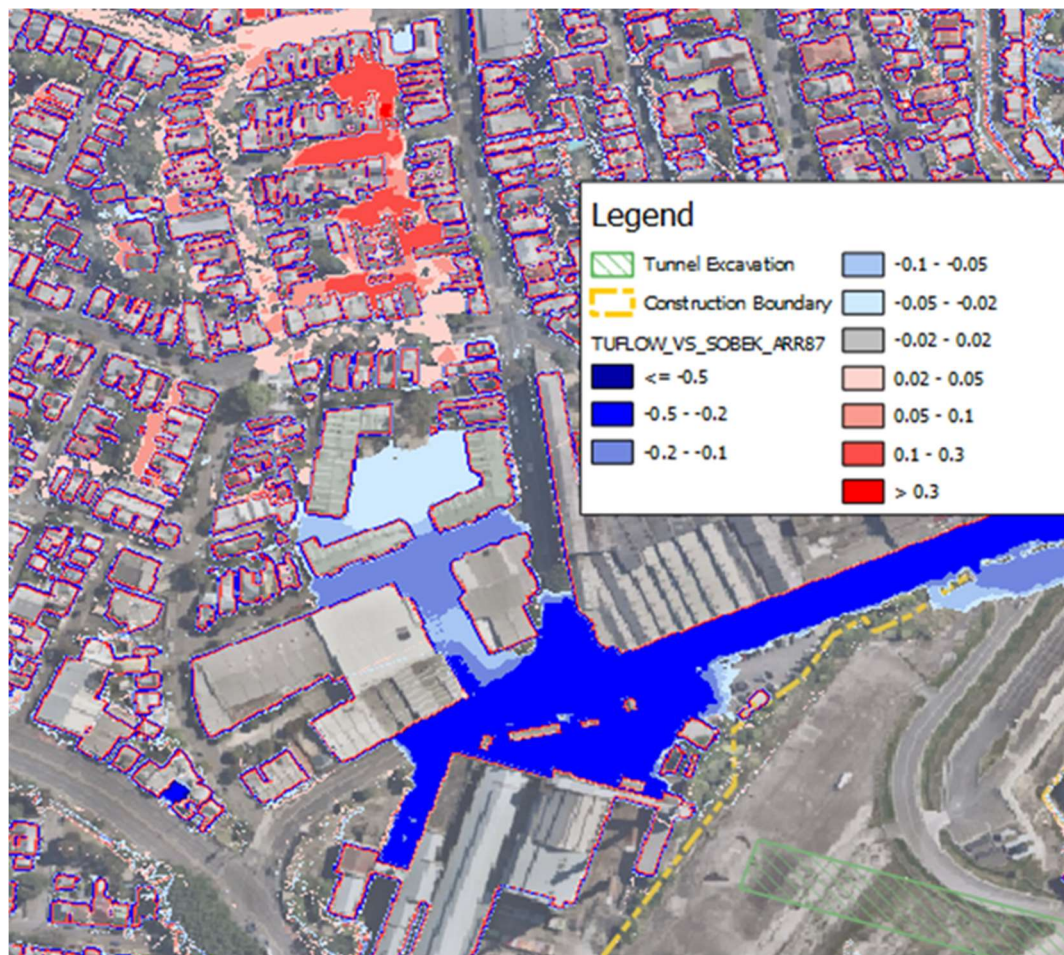 Legend
Tunnel Excavation
Construction Boundary
TUFLOW_VS_SOBEK_ARR87
<= -0.5
-0.5 - -0.2
-0.2 - -0.1
-0.1 - -0.05
-0.05 - -0.02
-0.02 - 0.02
0.02 - 0.05
0.05 - 0.1
0.1 - 0.3
> 0.3